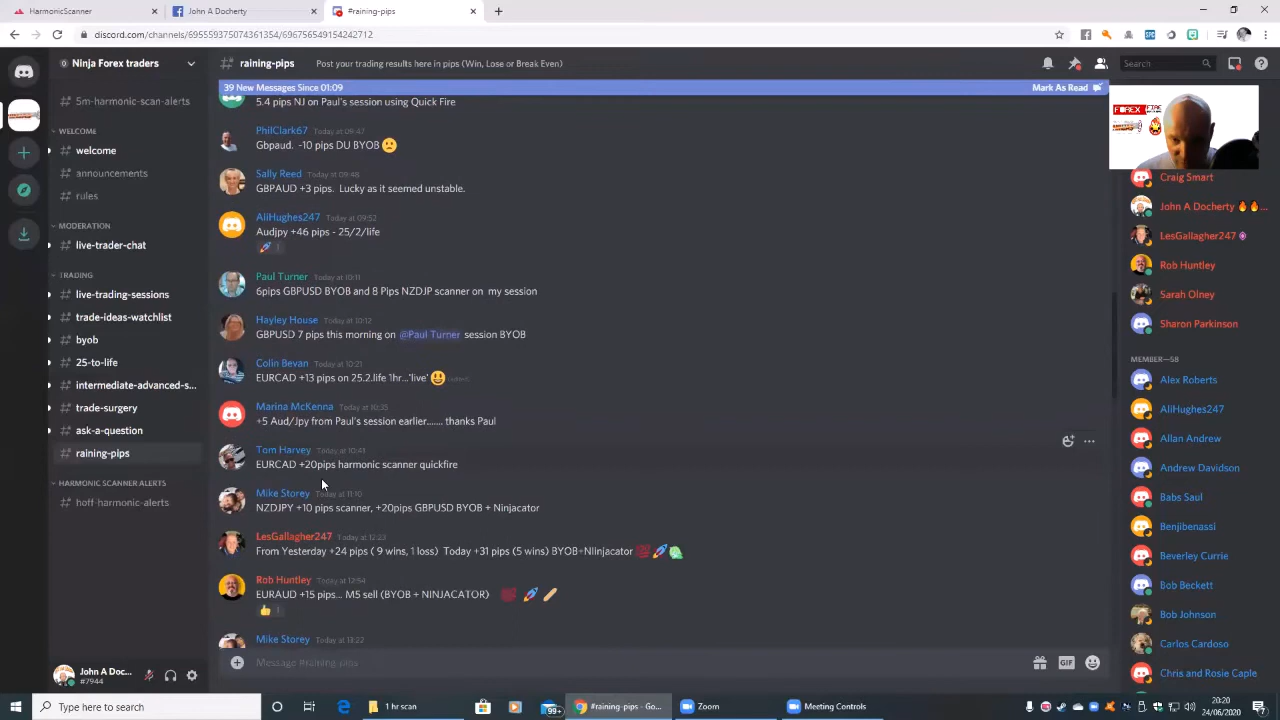 HarmonicScanner
John A Docherty
#raining-pips
discord.com/channels/695559375074361354/696756549154242712
Ninja Forex traders
raining-pips
Post your trading results here in pips (Win, Lose or Break Even)
Search
39 New Messages Since 01:09
Mark As Read
5m-harmonic-scan-alerts
WELCOME
welcome
announcements
rules
MODERATION
live-trader-chat
TRADING
live-trading-sessions
trade-ideas-watchlist
byob
25-to-life
intermediate-advanced-s...
trade-surgery
ask-a-question
raining-pips
HARMONIC SCANNER ALERTS
hoff-harmonic-alerts
John A Doc...
#7944
5.4 pips NJ on Paul's session using Quick Fire
PhilClark67 Today at 09:47
Gbpaud. -10 pips DU BYOB
Sally Reed Today at 09:48
GBPAUD +3 pips. Lucky as it seemed unstable.
AliHughes247 Today at 09:52
Audjpy +46 pips - 25/2/life
1
Paul Turner Today at 10:11
6pips GBPUSD BYOB and 8 Pips NZDJP scanner on my session
Hayley House Today at 10:12
GBPUSD 7 pips this morning on @Paul Turner session BYOB
Colin Bevan Today at 10:21
EURCAD +13 pips on 25.2.life 1hr...'live' (edited)
Marina McKenna Today at 10:35
+5 Aud/Jpy from Paul's session earlier....... thanks Paul
Tom Harvey Today at 10:41
EURCAD +20pips harmonic scanner quickfire
Mike Storey Today at 11:10
NZDJPY +10 pips scanner, +20pips GBPUSD BYOB + Ninjacator
LesGallagher247 Today at 12:23
From Yesterday +24 pips ( 9 wins, 1 loss) Today +31 pips (5 wins) BYOB+NIinjacator
Rob Huntley Today at 12:54
EURAUD +15 pips... M5 sell (BYOB + NINJACATOR)
1
Mike Storey Today at 13:22
Message #raining-pips
GIF
FOREX FIRE
Craig Smart
John A Docherty
LesGallagher247
Rob Huntley
Sarah Olney
Sharon Parkinson
MEMBER—58
Alex Roberts
AliHughes247
Allan Andrew
Andrew Davidson
Babs Saul
Benjibenassi
Beverley Currie
Bob Beckett
Bob Johnson
Carlos Cardoso
Chris and Rosie Caple
Type here to search
1 hr scan
99+
#raining-pips - Go...
Zoom
Meeting Controls
20:20
24/06/2020